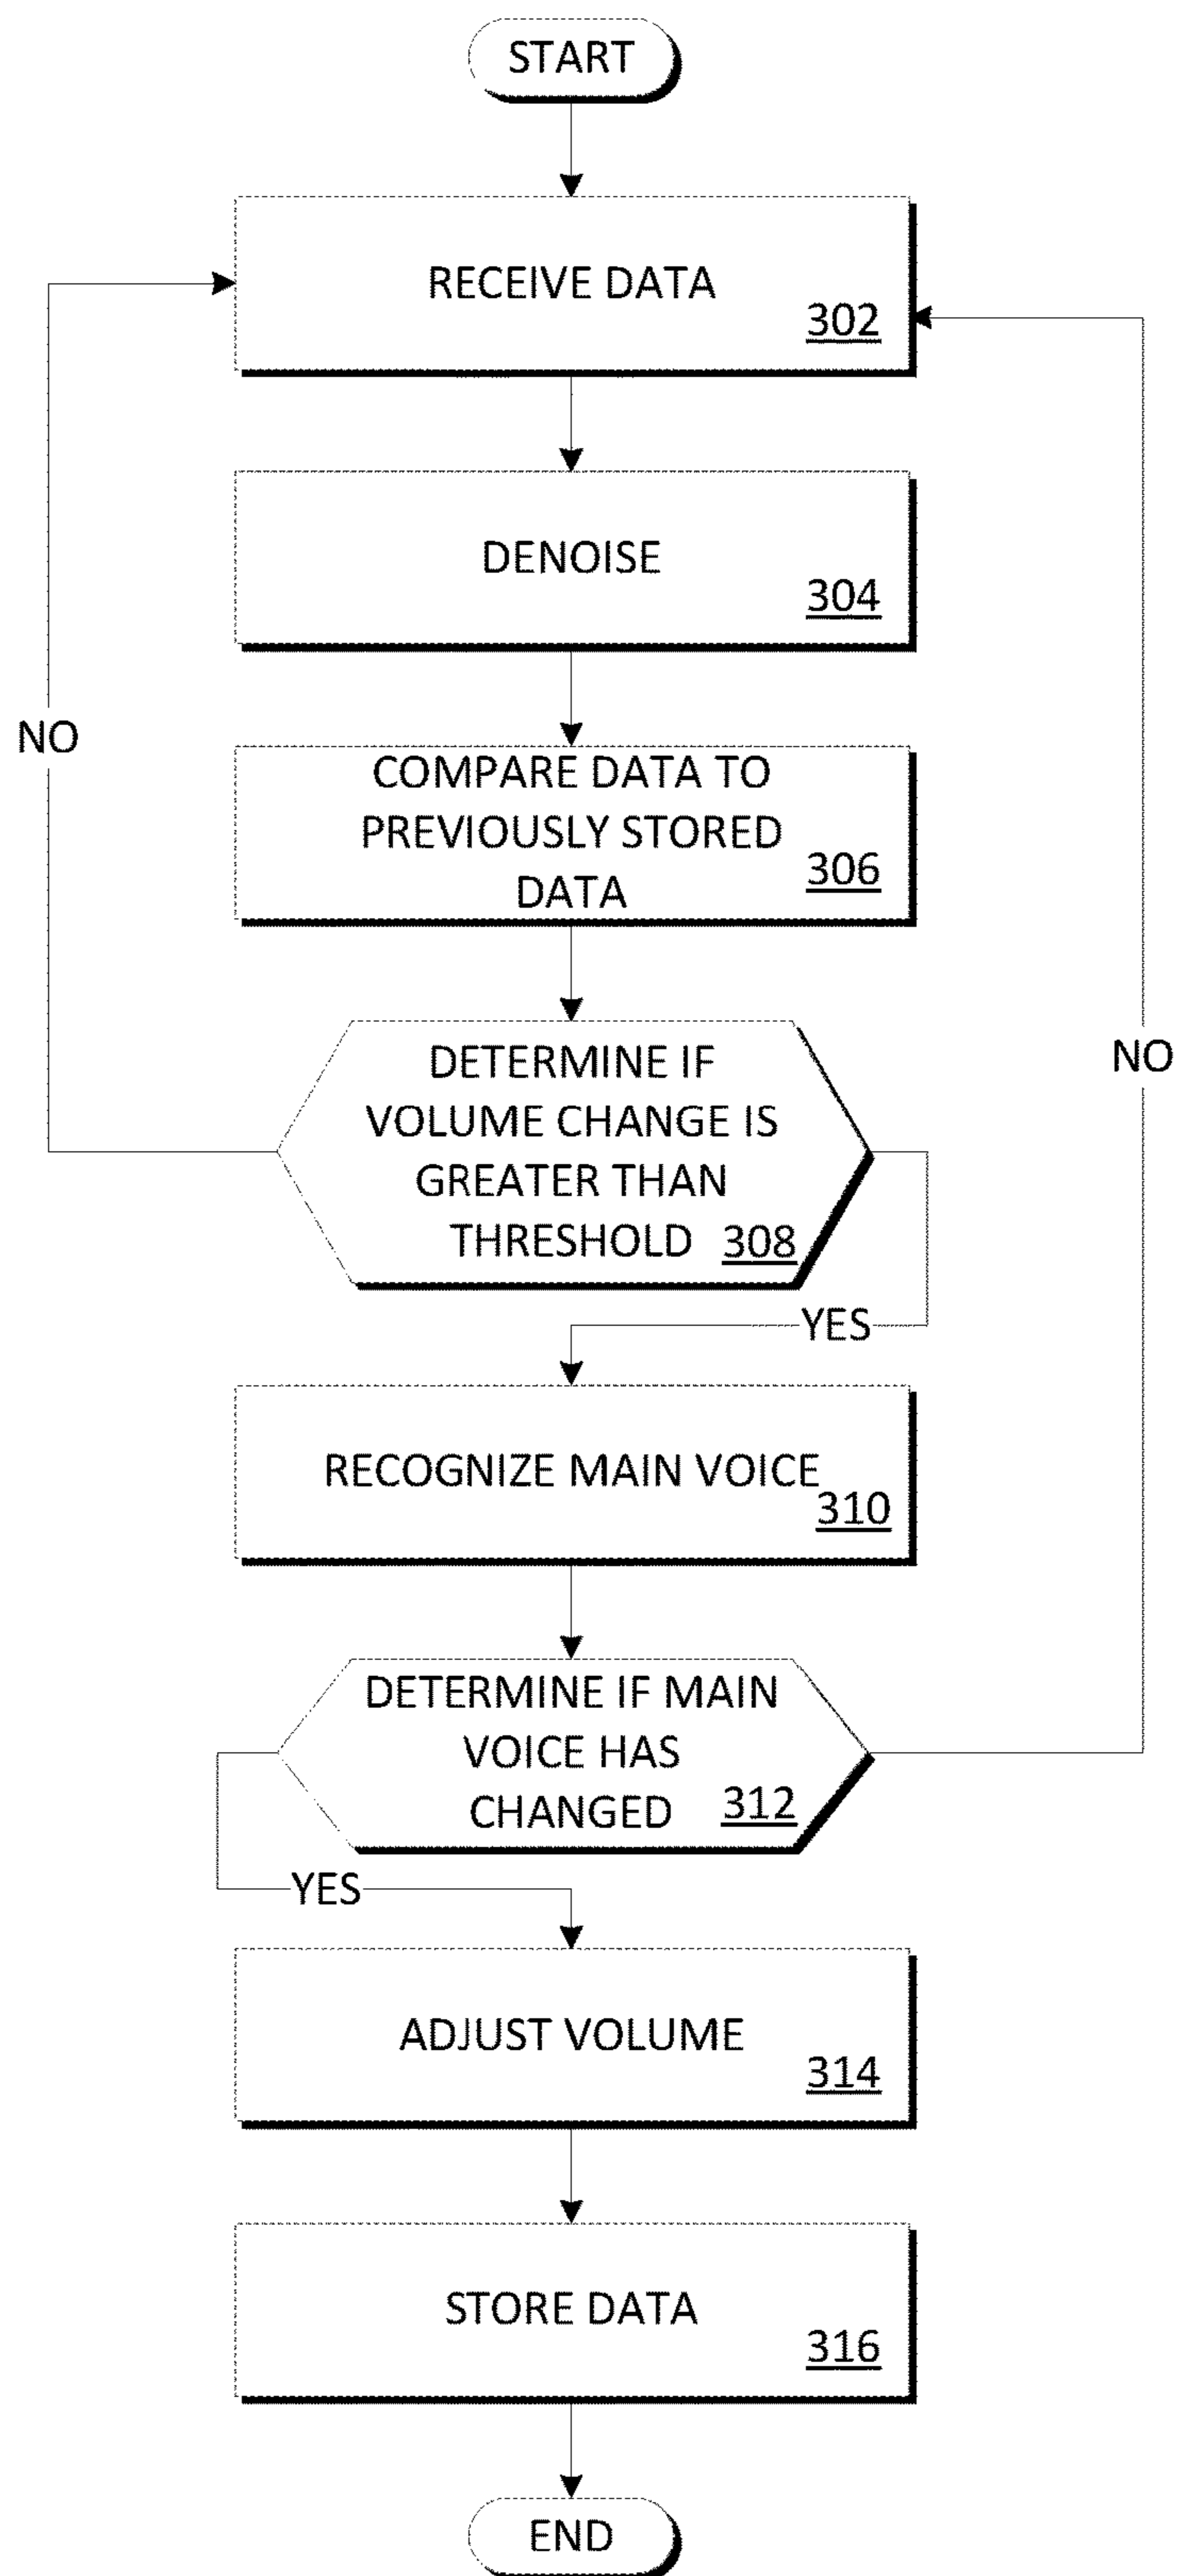 START
RECEIVE DATA
302
DENOISE
304
COMPARE DATA TO
PREVIOUSLY STORED
DATA
306
NO
DETERMINE IF
VOLUME CHANGE IS
GREATER THAN
THRESHOLD 308
NO
YES
RECOGNIZE MAIN VOICE
310
DETERMINE IF MAIN
VOICE HAS
CHANGED 312
YES
ADJUST VOLUME
314
STORE DATA
316
END